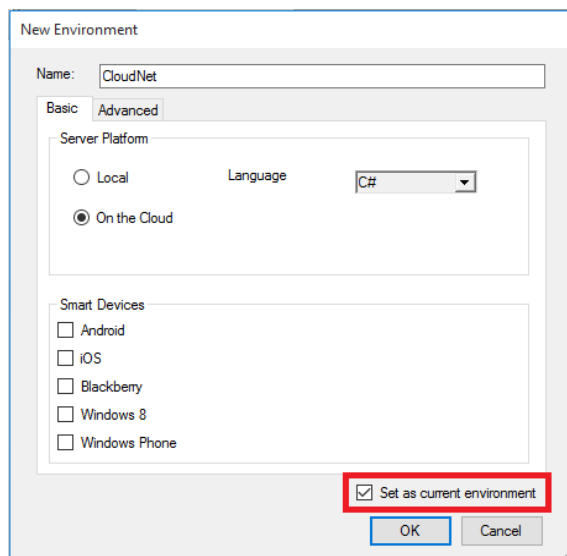 New Environment
Name: CloudNet
Basic Advanced
Server Platform
Local Language C#
On the Cloud
Smart Devices
Android
iOS
Blackberry
Windows 8
Windows Phone
Set as current environment
OK Cancel